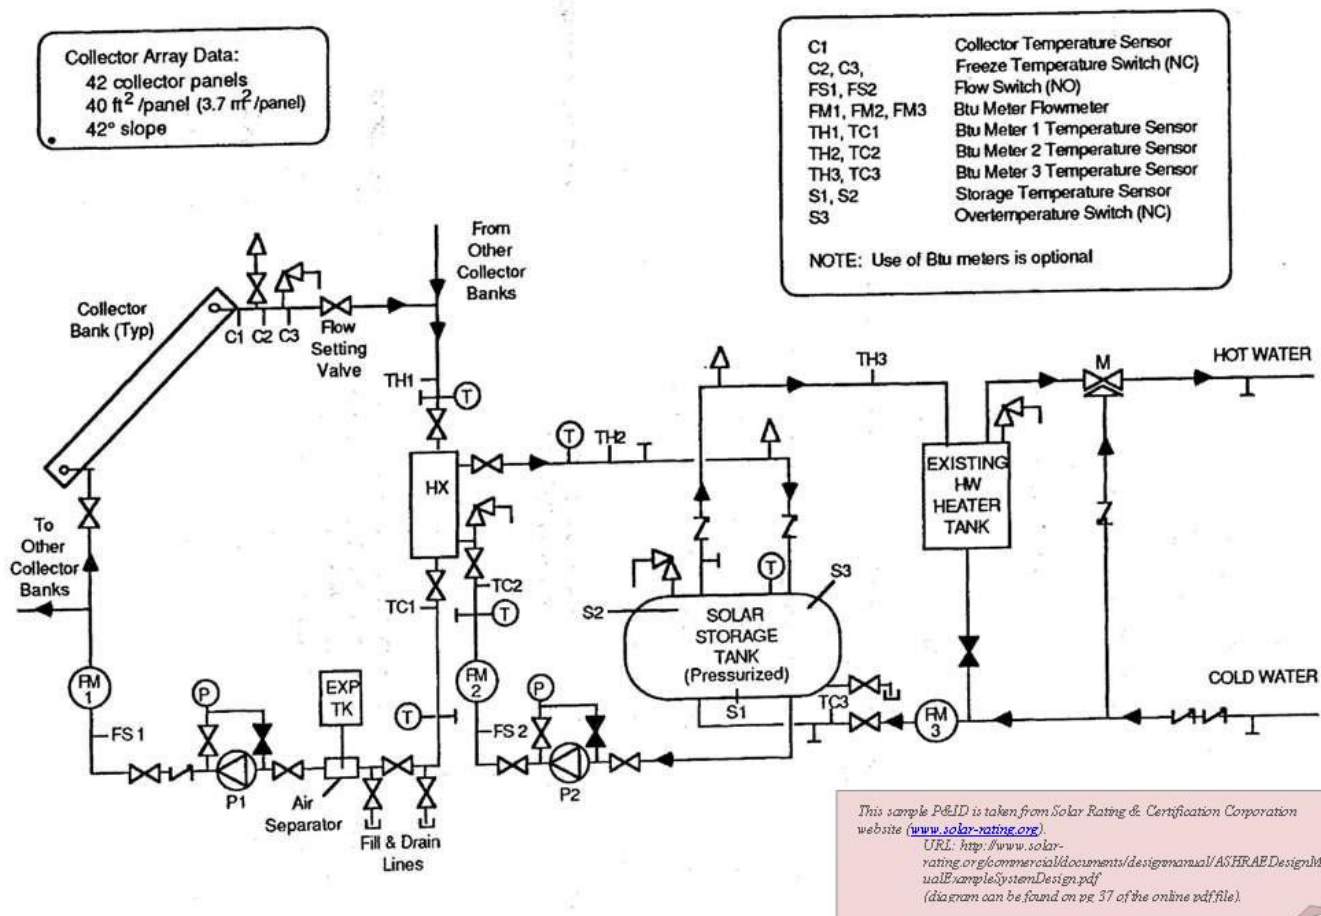 Collector Array Data:
42 collector panels
40 ft2/panel (3.7 m2/panel)
42° slope
C1 Collector Temperature Sensor
C2, C3, Freeze Temperature Switch (NC)
FS1, FS2 Flow Switch (NO)
FM1, FM2, FM3 Btu Meter Flowmeter
TH1, TC1 Btu Meter 1 Temperature Sensor
TH2, TC2 Btu Meter 2 Temperature Sensor
TH3, TC3 Btu Meter 3 Temperature Sensor
S1, S2 Storage Temperature Sensor
S3 Overtemperature Switch (NC)
NOTE: Use of Btu meters is optional
From
Other
Collector
Banks
Collector
Bank (Typ)
C1
C2
C3
Flow
Setting
Valve
TH1
T
HX
T
TH2
TH3
M
HOT WATER
EXISTING
HW
HEATER
TANK
To
Other
Collector
Banks
TC1
TC2
T
T
S3
S2
SOLAR
STORAGE
TANK
(Pressurized)
S1
TC3
FM
3
COLD WATER
FM
1
FS1
P
P1
EXP
TK
Air
Separator
T
FM
2
FS2
P
P2
Fill & Drain
Lines
This sample P&ID is taken from Solar Rating & Certification Corporation
website (www.solar-rating.org).
URL: http://www.solar-
rating.org/commercial/documents/designmanual/ASHRAEDesignM
ualExampleSystemDesign.pdf
(diagram can be found on pg 37 of the online pdf file).